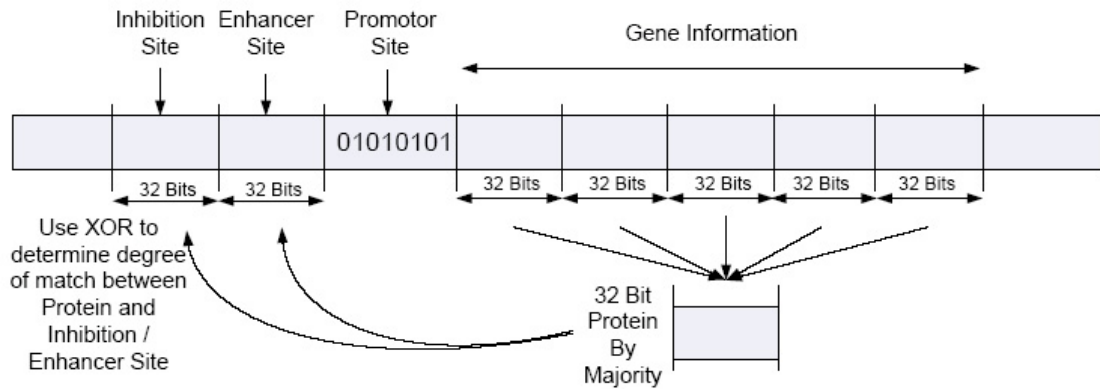 Inhibition
Site
Enhancer
Site
Promotor
Site
Gene Information
01010101
32 Bits
32 Bits
32 Bits
32 Bits
32 Bits
32 Bits
32 Bits
Use XOR to
determine degree
of match between
Protein and
Inhibition /
Enhancer Site
32 Bit
Protein
By
Majority